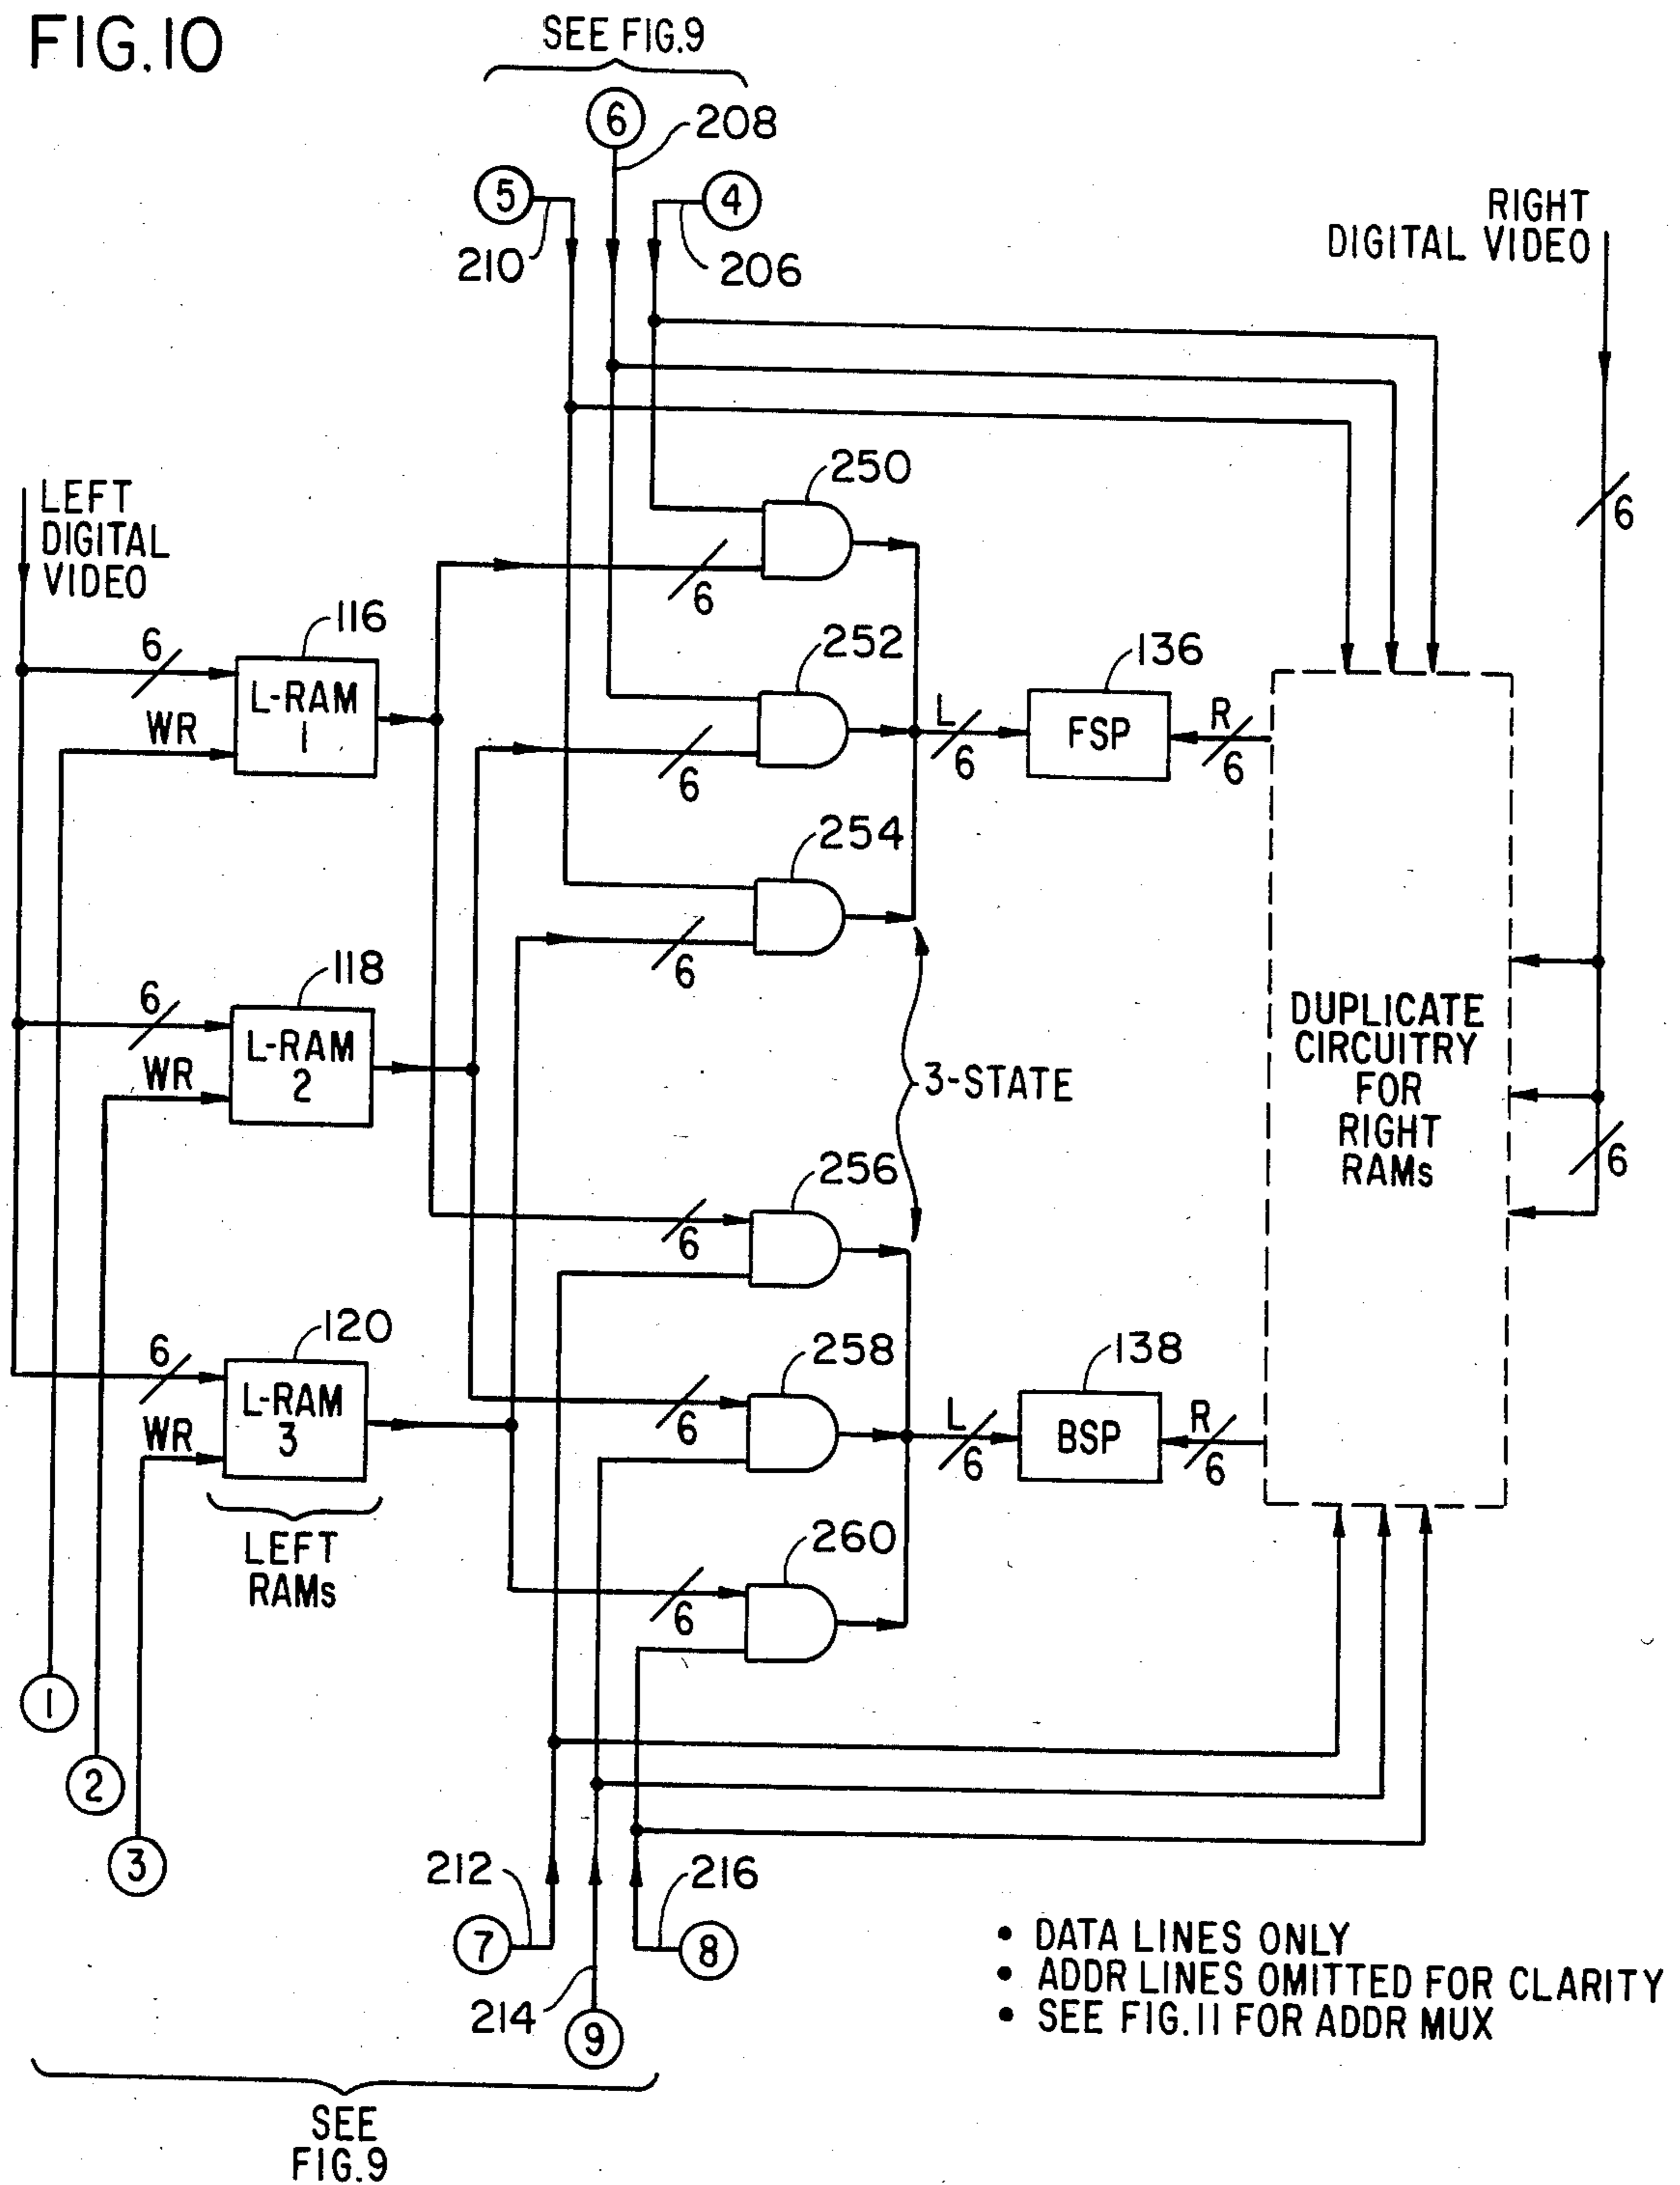 FIG.10
SEE FIG.9
6
208
5
4
210
206
RIGHT
DIGITAL VIDEO
6
LEFT
DIGITAL
VIDEO
250
6
116
6
L-RAM
1
WR
252
6
136
L
6
FSP
R
6
254
6
118
6
L-RAM
2
WR
3-STATE
DUPLICATE
CIRCUITRY
FOR
RIGHT
RAMs
6
256
6
120
6
L-RAM
3
WR
258
6
138
L
6
BSP
R
6
LEFT
RAMs
260
6
1
2
3
212
216
7
8
214
9
• DATA LINES ONLY
• ADDR LINES OMITTED FOR CLARITY
• SEE FIG.11 FOR ADDR MUX
SEE
FIG.9